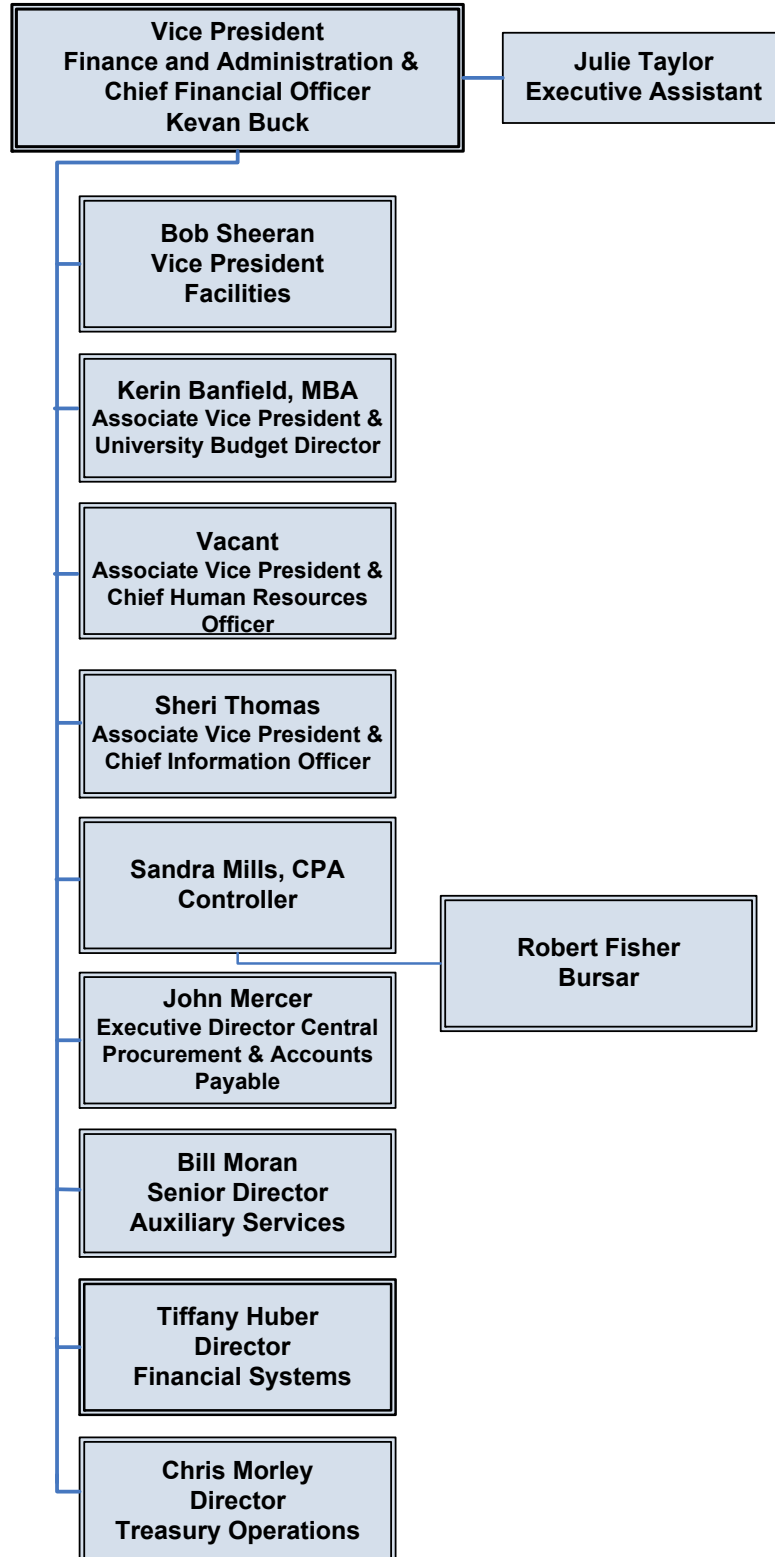 Vice President
Finance and Administration &
Chief Financial Officer
Kevan Buck
Julie Taylor
Executive Assistant
Bob Sheeran
Vice President
Facilities
Kerin Banfield, MBA
Associate Vice President &
University Budget Director
Vacant
Associate Vice President &
Chief Human Resources
Officer
Sheri Thomas
Associate Vice President &
Chief Information Officer
Sandra Mills, CPA
Controller
Robert Fisher
Bursar
John Mercer
Executive Director Central
Procurement & Accounts
Payable
Bill Moran
Senior Director
Auxiliary Services
Tiffany Huber
Director
Financial Systems
Chris Morley
Director
Treasury Operations